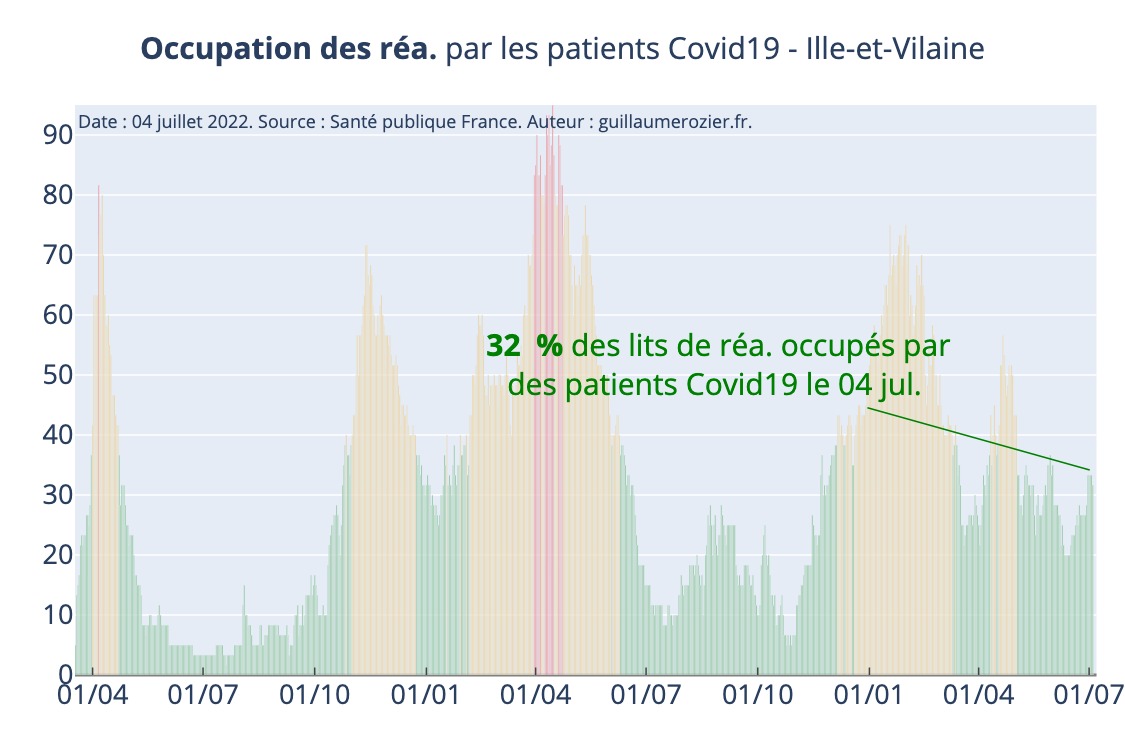 Occupation des réa. par les patients Covid19 - Ille-et-Vilaine
Date : 04 juillet 2022. Source : Santé publique France. Auteur : guillaumerozier.fr.
90
80
70
60
50
40
30
20
10
0
32 % des lits de réa. occupés par
des patients Covid19 le 04 jul.
01/04 01/07 01/10 01/01 01/04 01/07 01/10 01/01 01/04 01/07